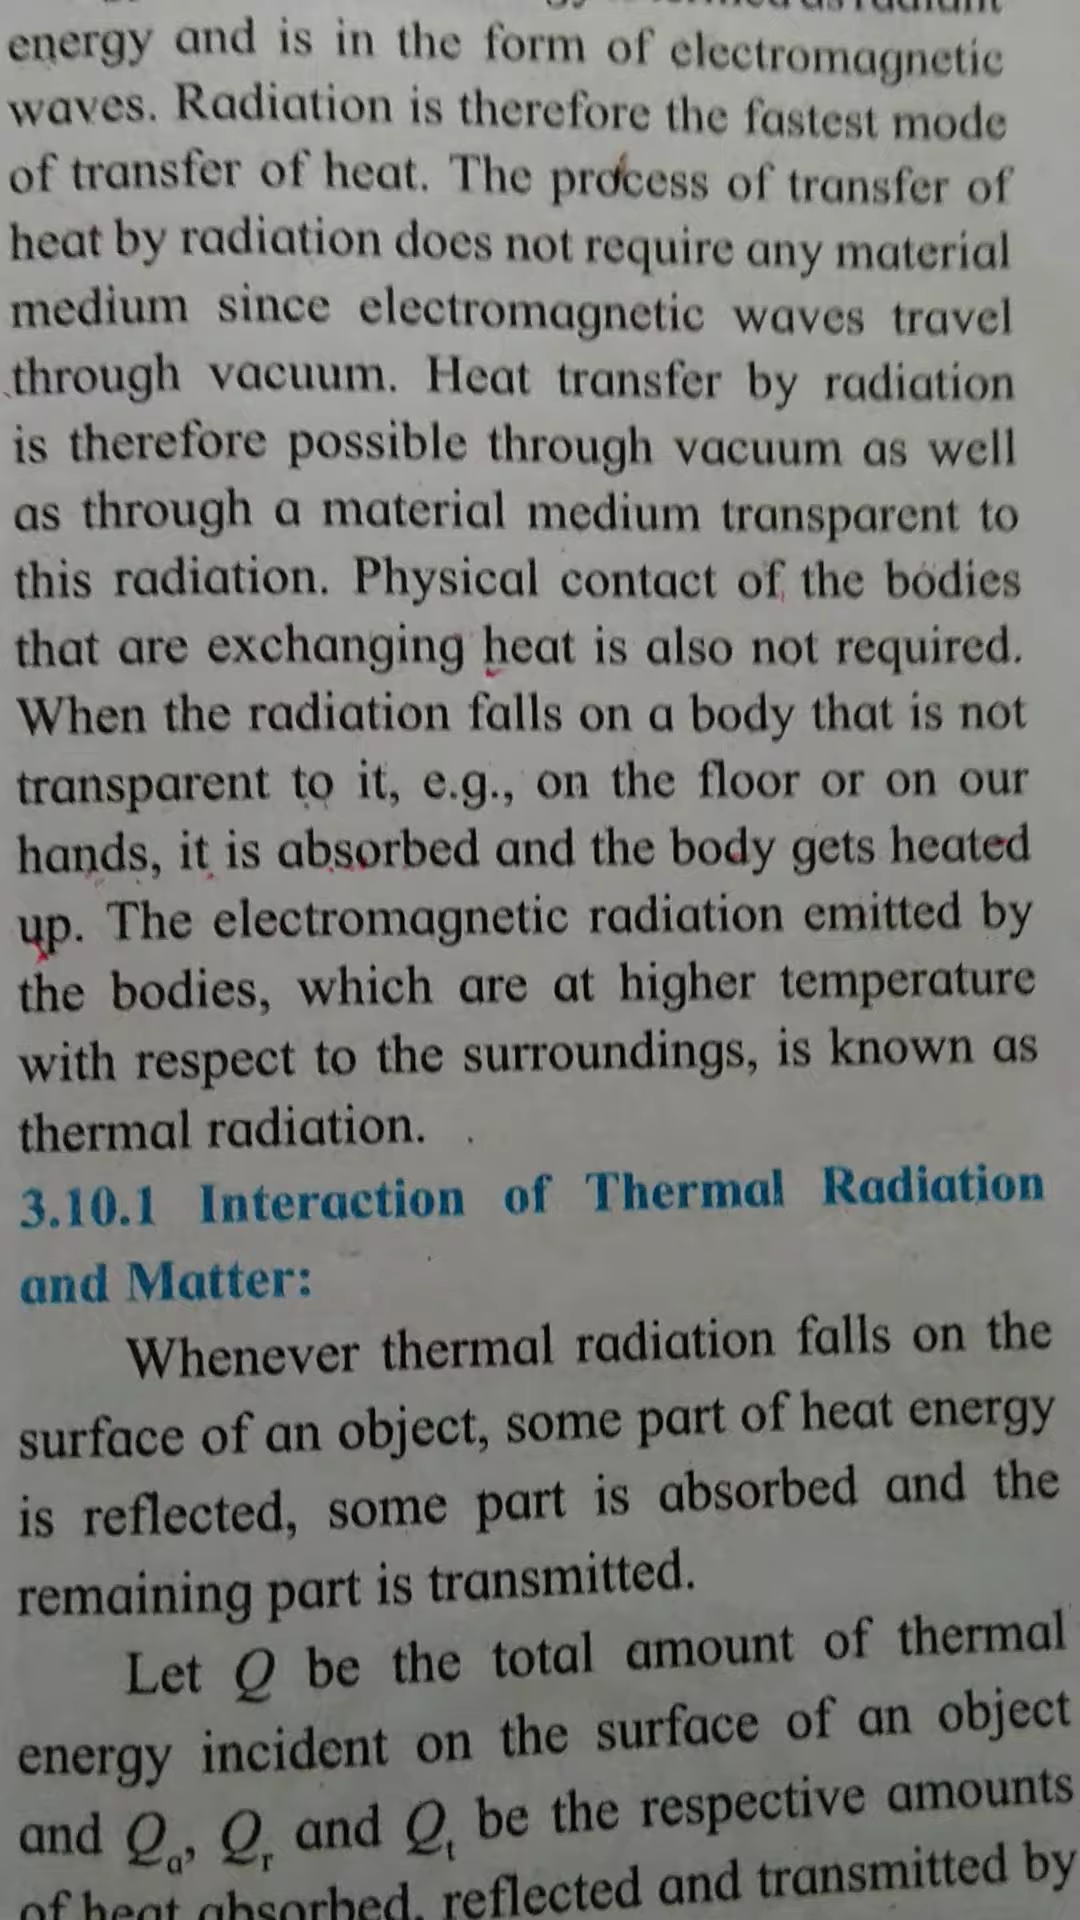 energy and is in the form of electromagnetic
waves. Radiation is therefore the fastest mode
of transfer of heat. The process of transfer of
heat by radiation does not require any material
medium since electromagnetic waves travel
through vacuum. Heat transfer by radiation
is therefore possible through vacuum as well
as through a material medium transparent to
this radiation. Physical contact of the bodies
that are exchanging heat is also not required.
When the radiation falls on a body that is not
transparent to it, e.g., on the floor or on our
hands, it is absorbed and the body gets heated
up. The electromagnetic radiation emitted by
the bodies, which are at higher temperature
with respect to the surroundings, is known as
thermal radiation.
3.10.1 Interaction of Thermal Radiation
and Matter:
Whenever thermal radiation falls on the
surface of an object, some part of heat energy
is reflected, some part is absorbed and the
remaining part is transmitted.
Let Q be the total amount of thermal
energy incident on the surface of an object
and Qₐ, Qᵣ and Qₜ be the respective amounts
of heat absorbed, reflected and transmitted by